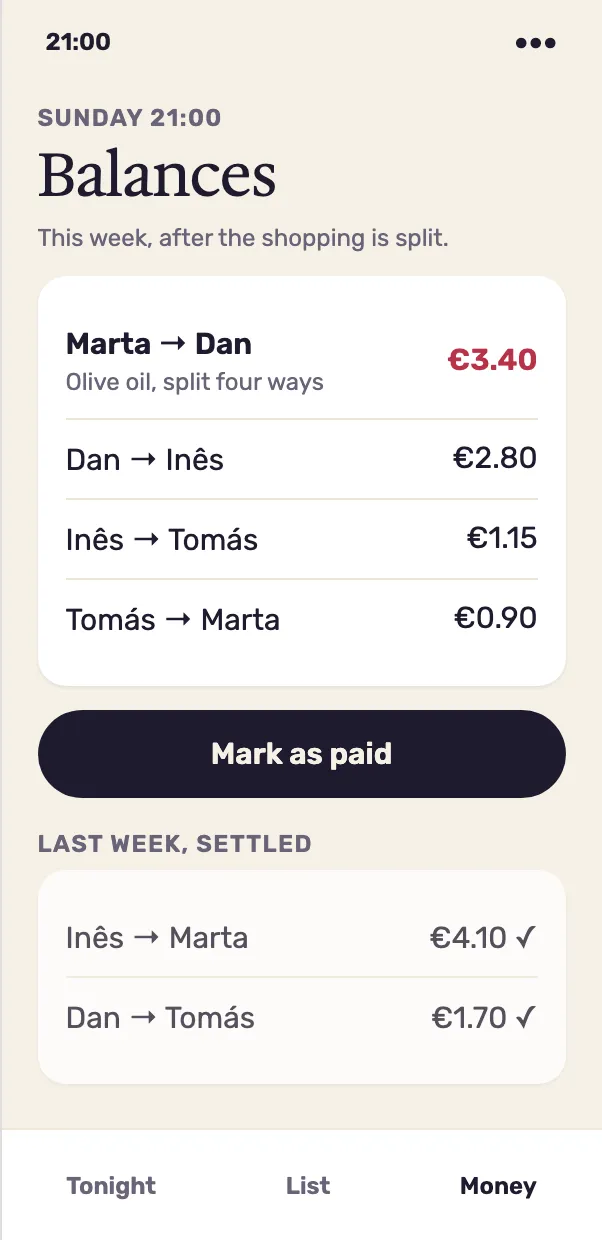 21:00
SUNDAY 21:00
Balances
This week, after the shopping is split.
Marta → Dan €3.40
Olive oil, split four ways
Dan → Inês €2.80
Inês → Tomás €1.15
Tomás → Marta €0.90
Mark as paid
LAST WEEK, SETTLED
Inês → Marta €4.10 ✓
Dan → Tomás €1.70 ✓
Tonight List Money